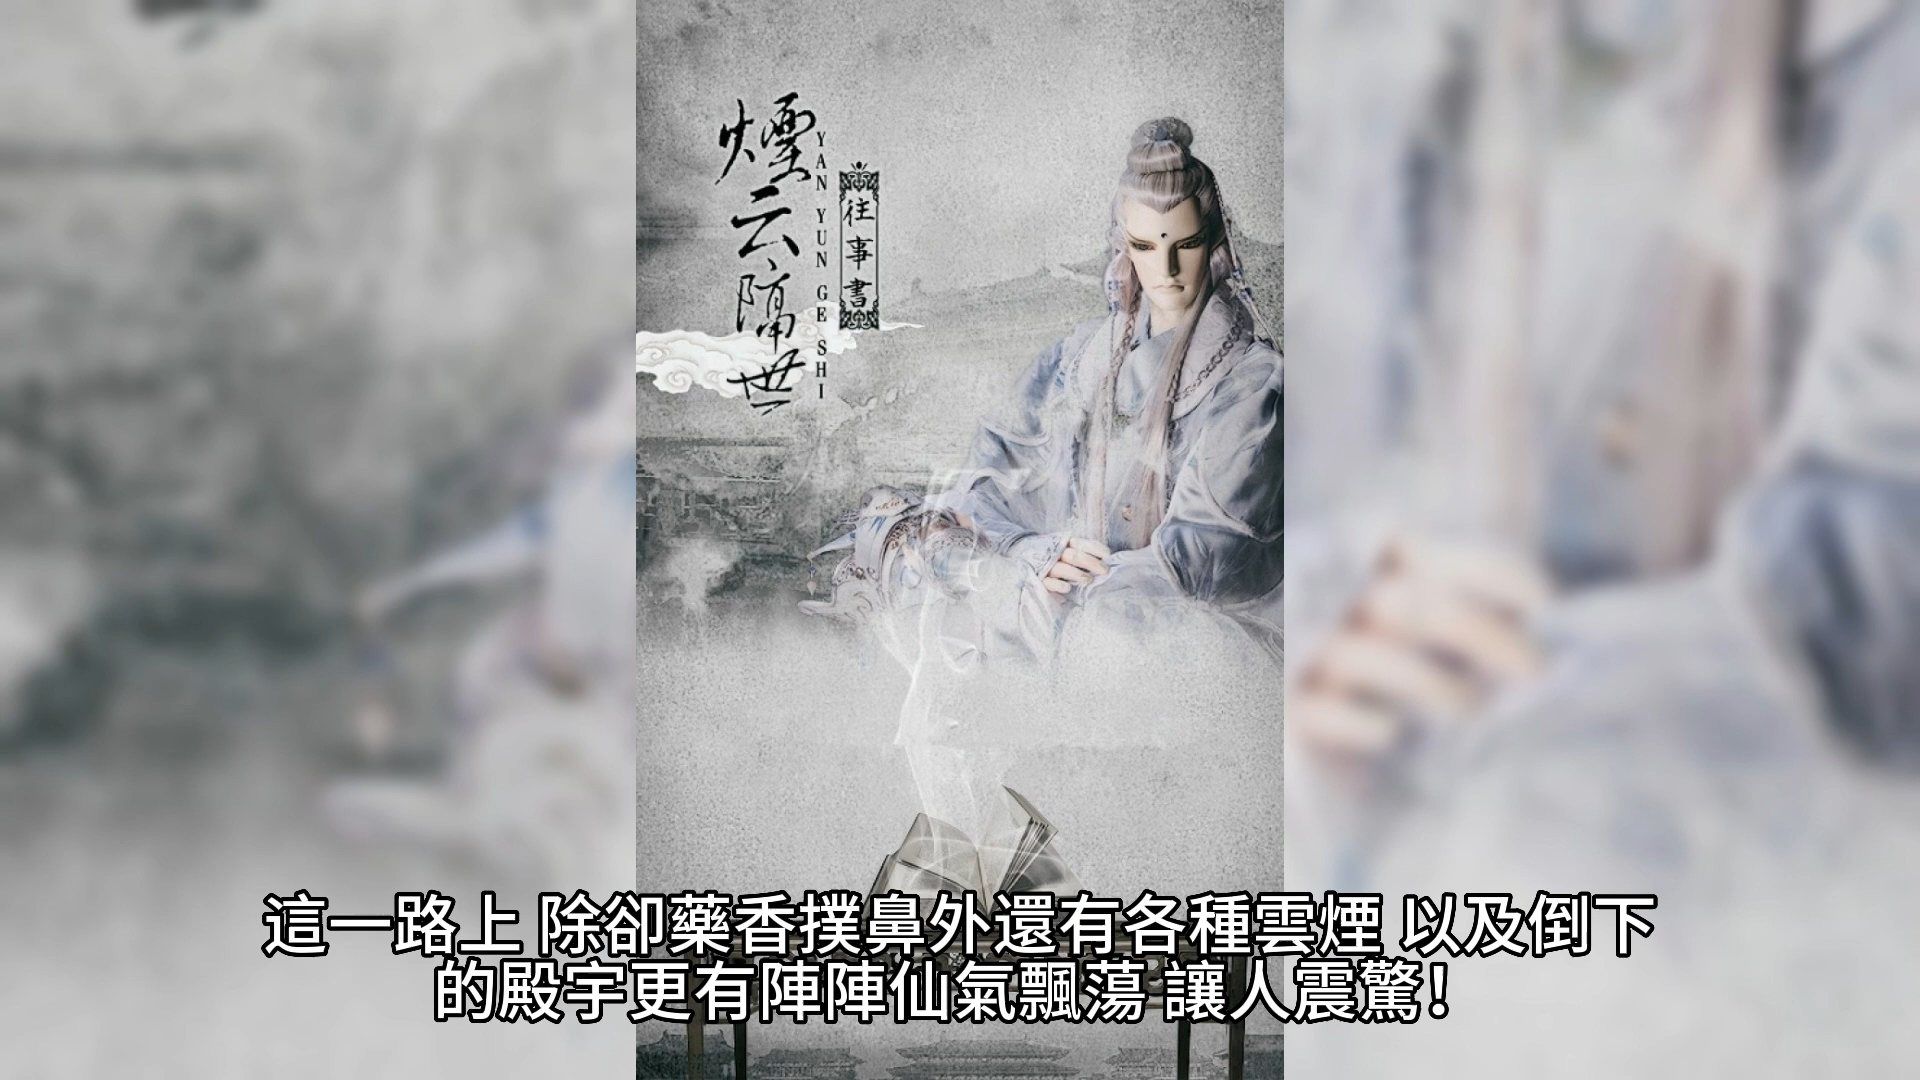 煙云隔世
YAN YUN GE SHI
往事書
這一路上 除卻藥香撲鼻外還有各種雲煙 以及倒下
的殿宇更有陣陣仙氣飄蕩 讓人震驚!